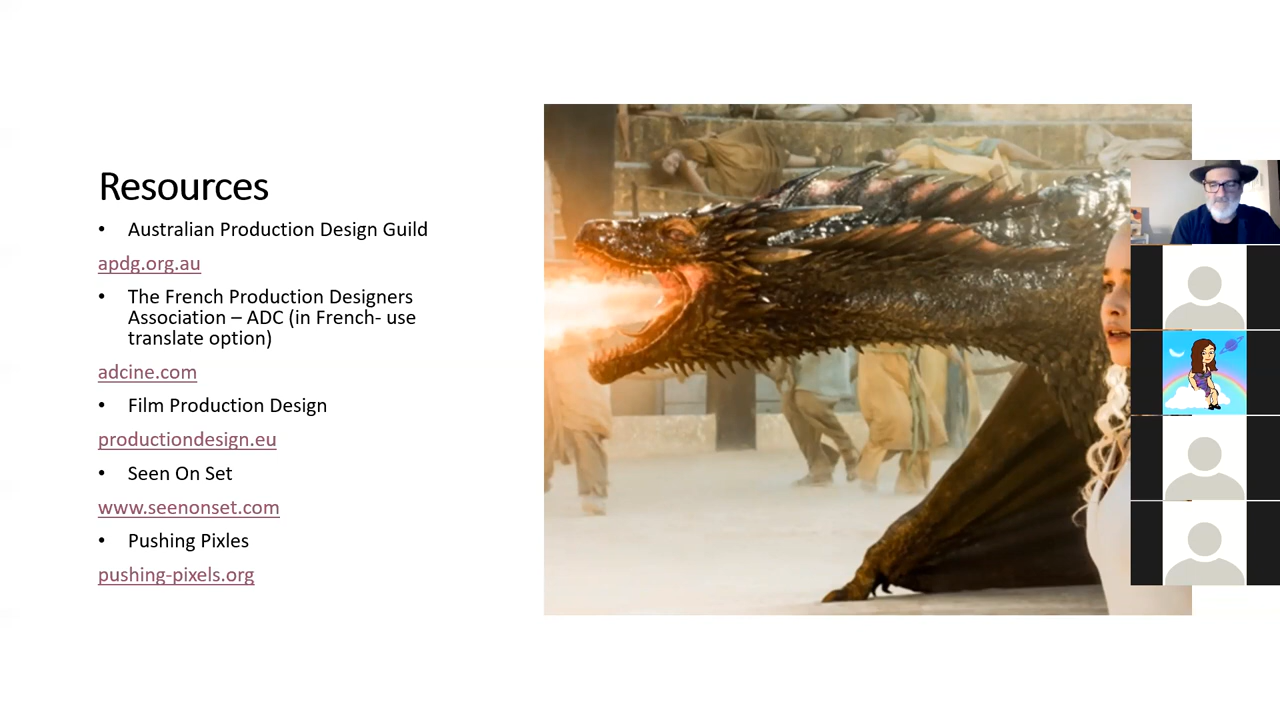 Resources
• Australian Production Design Guild
apdg.org.au
• The French Production Designers
Association – ADC (in French- use
translate option)
adcine.com
• Film Production Design
productiondesign.eu
• Seen On Set
www.seenonset.com
• Pushing Pixles
pushing-pixels.org